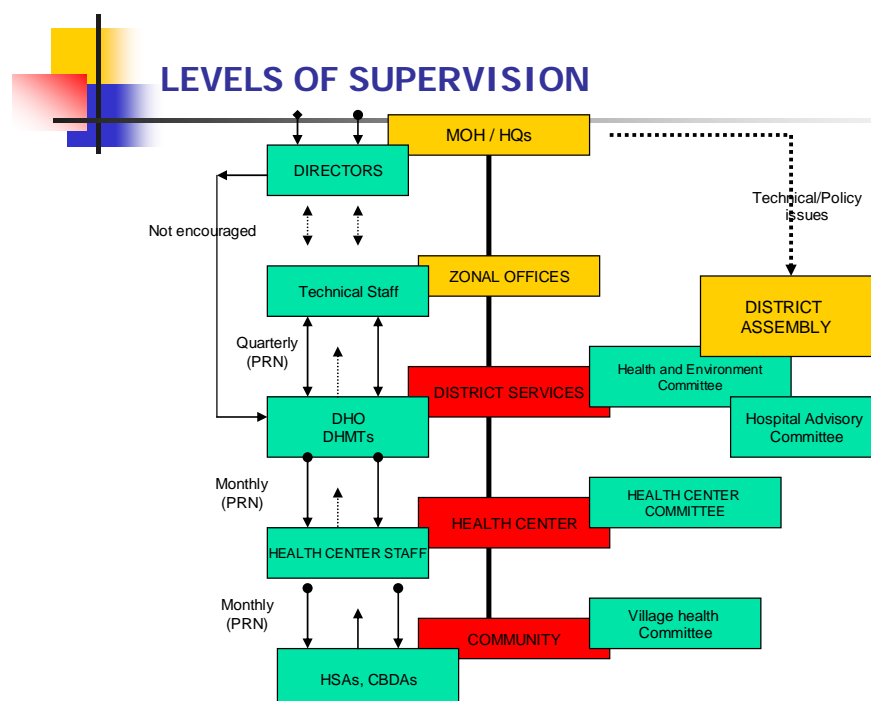 LEVELS OF SUPERVISION
MOH / HQs
DIRECTORS
Technical/Policy
issues
Not encouraged
ZONAL OFFICES
Technical Staff
DISTRICT
ASSEMBLY
Quarterly
(PRN)
Health and Environment
Committee
DISTRICT SERVICES
Hospital Advisory
Committee
DHO
DHMTs
Monthly
(PRN)
HEALTH CENTER
COMMITTEE
HEALTH CENTER
HEALTH CENTER STAFF
Monthly
(PRN)
Village health
Committee
COMMUNITY
HSAs, CBDAs